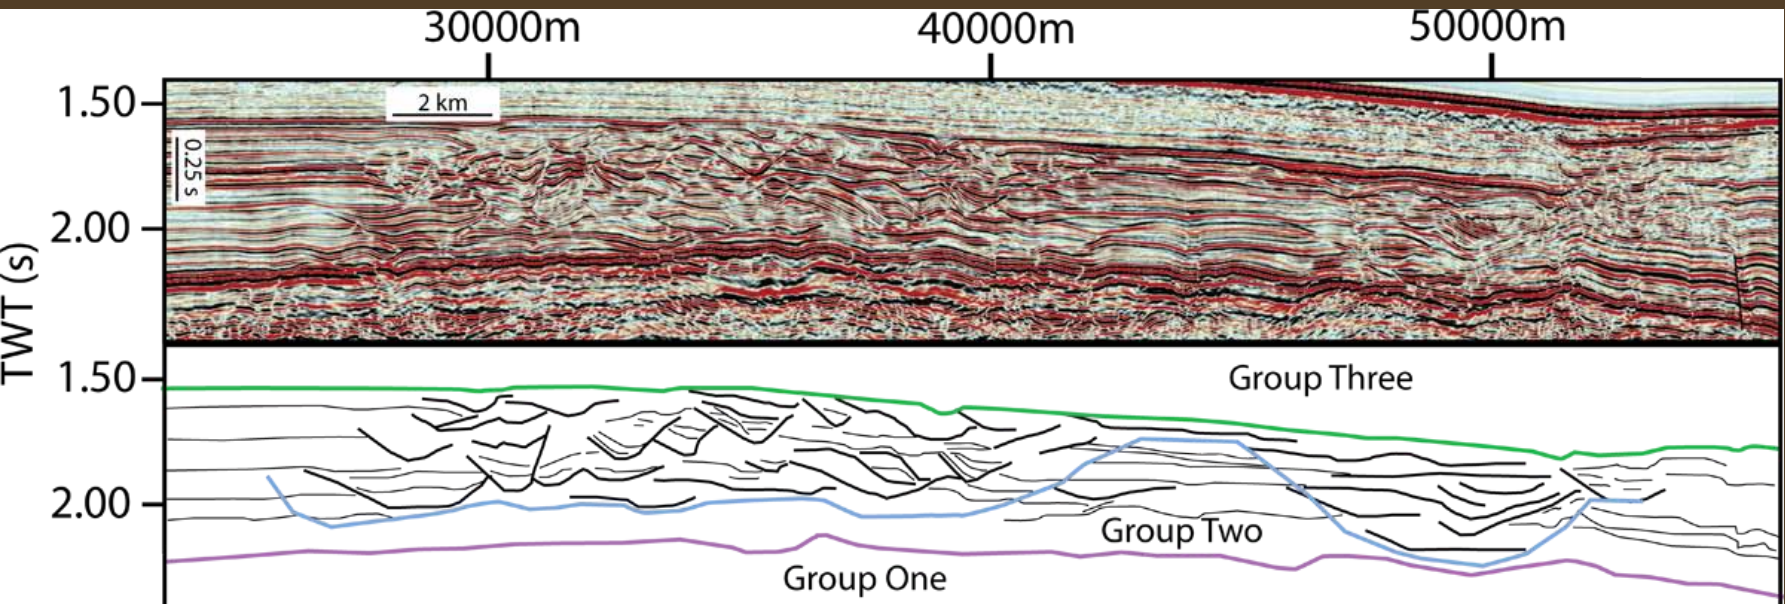 30000m 40000m 50000m
1.50
2 km
0.25 s
2.00
TWT (s)
1.50
Group Three
2.00
Group Two
Group One